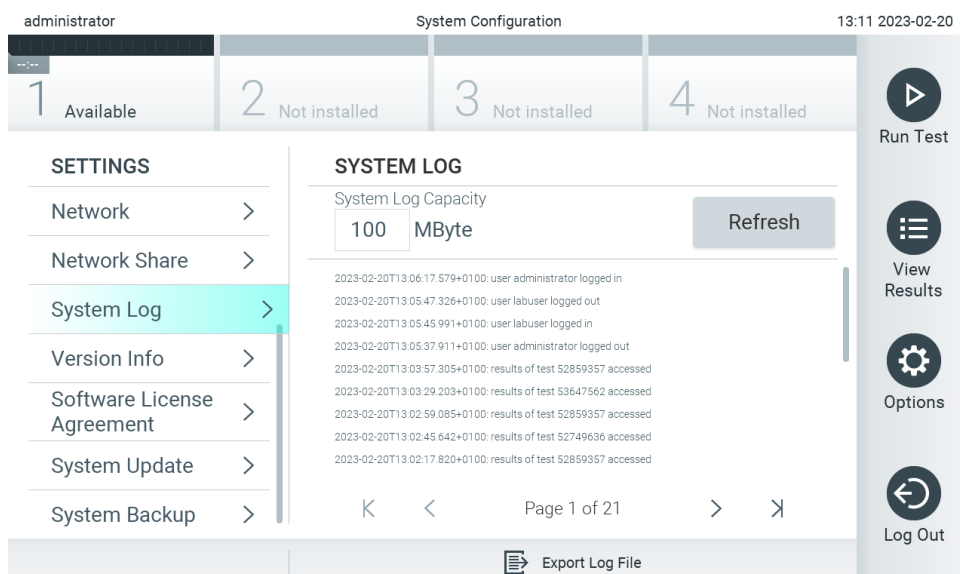 administrator
System Configuration
13:11 2023-02-20
--:--
1 Available
2 Not installed
3 Not installed
4 Not installed
Run Test
View
Results
Options
Log Out
SETTINGS
Network
Network Share
System Log
Version Info
Software License
Agreement
System Update
System Backup
SYSTEM LOG
System Log Capacity
100 MByte
Refresh
2023-02-20T13:06:17.579+0100: user administrator logged in
2023-02-20T13:05:47.326+0100: user labuser logged out
2023-02-20T13:05:45.991+0100: user labuser logged in
2023-02-20T13:05:37.911+0100: user administrator logged out
2023-02-20T13:03:57.305+0100: results of test 52859357 accessed
2023-02-20T13:03:29.203+0100: results of test 53647562 accessed
2023-02-20T13:02:59.085+0100: results of test 52859357 accessed
2023-02-20T13:02:45.642+0100: results of test 52749636 accessed
2023-02-20T13:02:17.820+0100: results of test 52859357 accessed
Page 1 of 21
Export Log File